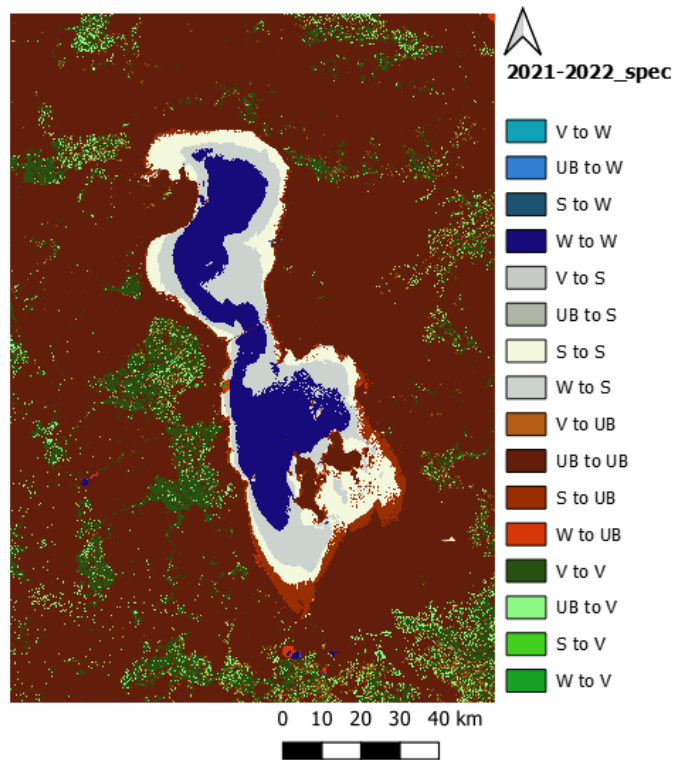 2021-2022_spec
V to W
UB to W
S to W
W to W
V to S
UB to S
S to S
W to S
V to UB
UB to UB
S to UB
W to UB
V to V
UB to V
S to V
W to V
0 10 20 30 40 km